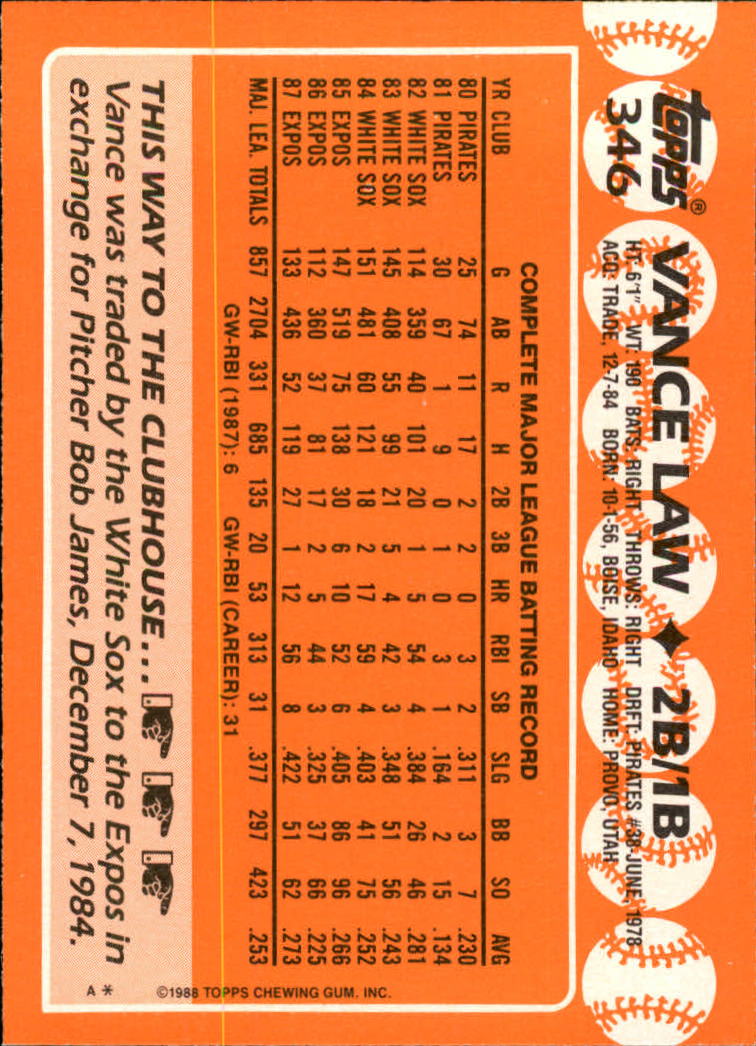 Topps®
346
VANCE LAW ✦ 2B/1B
HT: 6'1" WT: 190 BATS: RIGHT THROWS: RIGHT DRFT: PIRATES #38-JUNE, 1978
ACQ: TRADE, 12-7-84 BORN: 10-1-56, BOISE, IDAHO HOME: PROVO, UTAH
COMPLETE MAJOR LEAGUE BATTING RECORD
YR CLUB G AB R H 2B 3B HR RBI SB SLG BB SO AVG
80 PIRATES 25 74 11 17 2 2 0 3 2 .311 3 7 .230
81 PIRATES 30 67 1 9 0 1 0 3 1 .164 2 15 .134
82 WHITE SOX 114 359 40 101 20 1 5 54 4 .384 26 46 .281
83 WHITE SOX 145 408 55 99 21 5 4 42 3 .348 51 56 .243
84 WHITE SOX 151 481 60 121 18 2 17 59 4 .403 41 75 .252
85 EXPOS 147 519 75 138 30 6 10 52 6 .405 86 96 .266
86 EXPOS 112 360 37 81 17 2 5 44 3 .325 37 66 .225
87 EXPOS 133 436 52 119 27 1 12 56 8 .422 51 62 .273
MAJ. LEA. TOTALS 857 2704 331 685 135 20 53 313 31 .377 297 423 .253
GW-RBI (1987): 6 GW-RBI (CAREER): 31
THIS WAY TO THE CLUBHOUSE...
Vance was traded by the White Sox to the Expos in
exchange for Pitcher Bob James, December 7, 1984.
©1988 TOPPS CHEWING GUM. INC.
A *